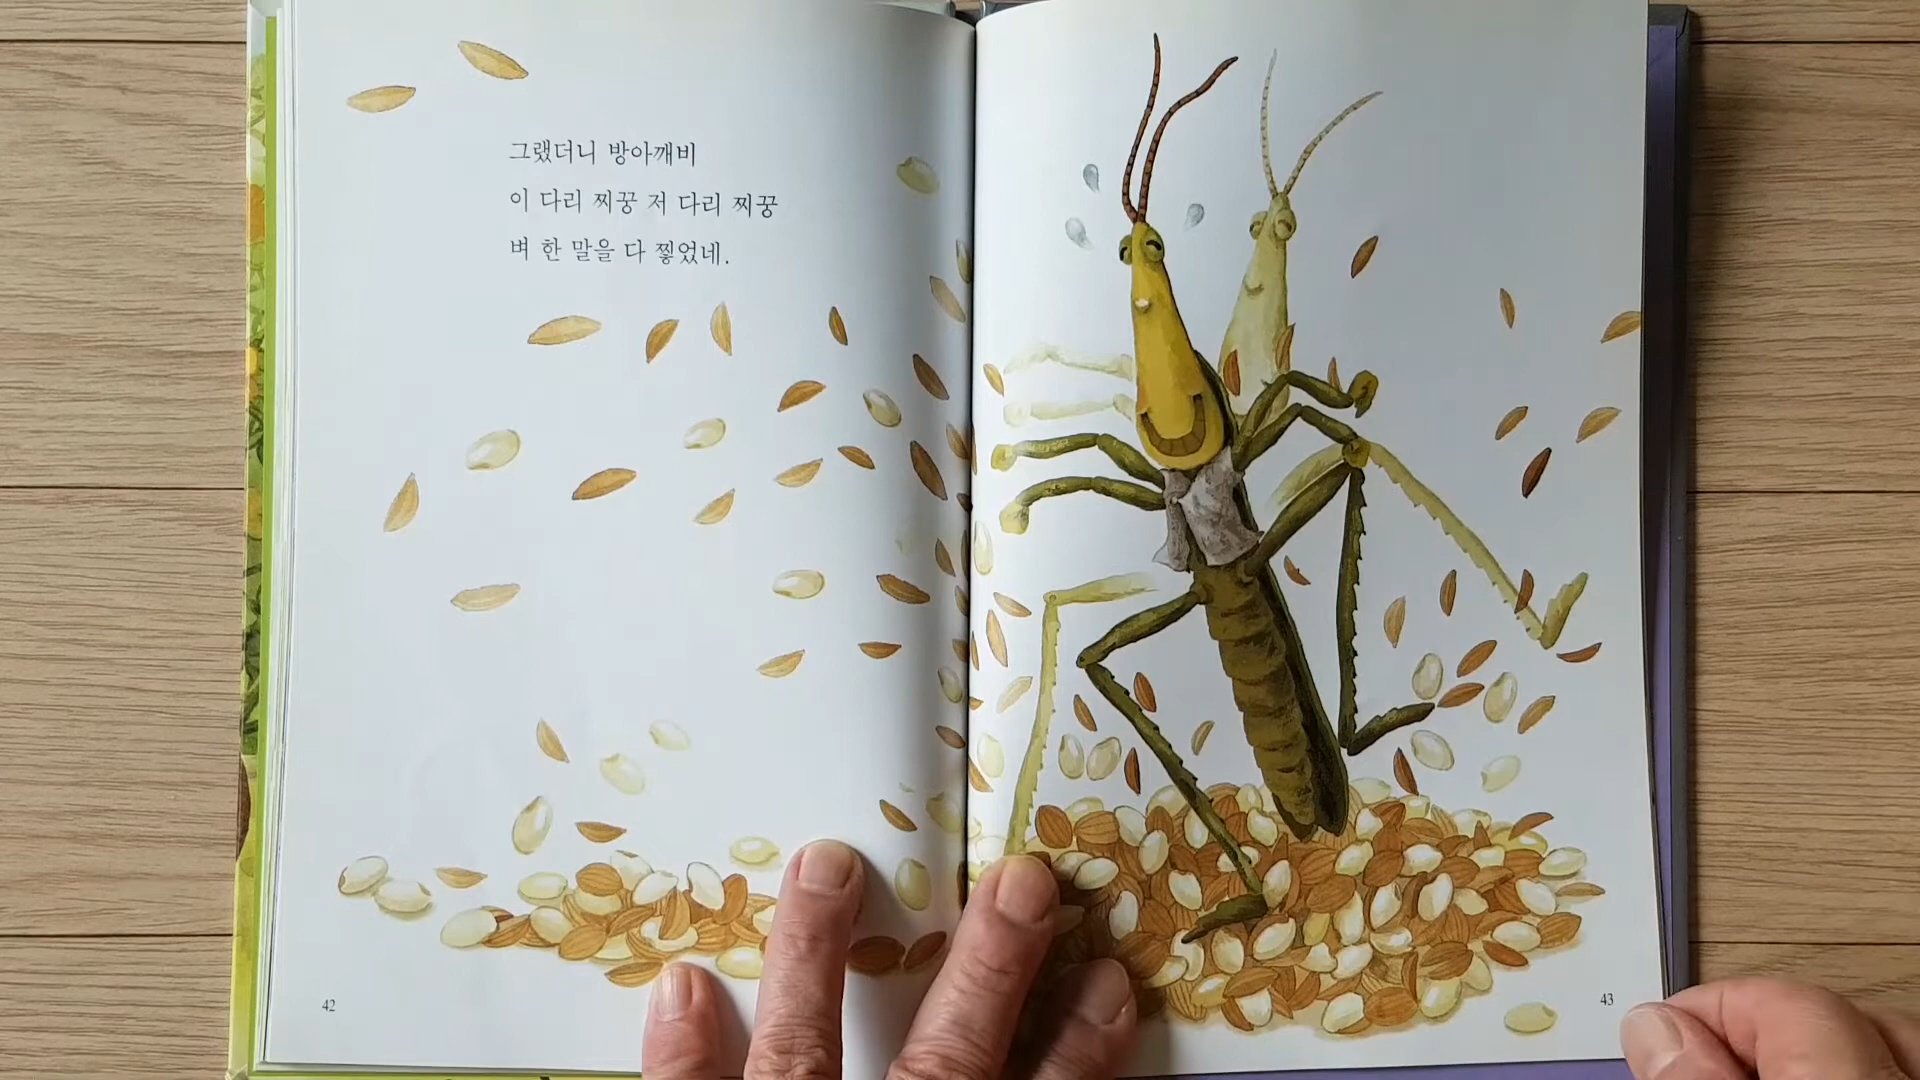 그랬더니 방아깨비
이 다리 찌꿍 저 다리 찌꿍
벼 한 말을 다 찧었네.
42
43